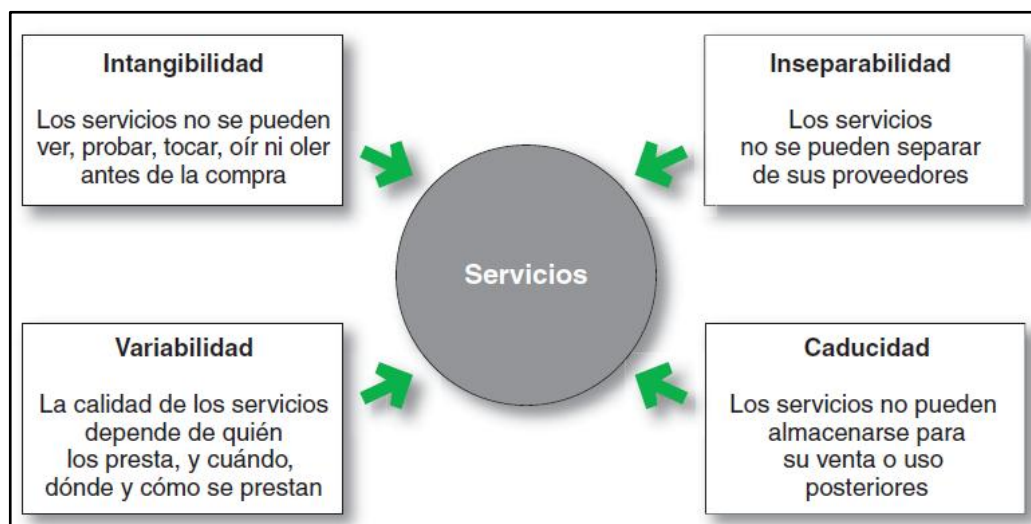 Intangibilidad
Los servicios no se pueden
ver, probar, tocar, oír ni oler
antes de la compra
Inseparabilidad
Los servicios
no se pueden separar
de sus proveedores
Servicios
Variabilidad
La calidad de los servicios
depende de quién
los presta, y cuándo,
dónde y cómo se prestan
Caducidad
Los servicios no pueden
almacenarse para
su venta o uso
posteriores